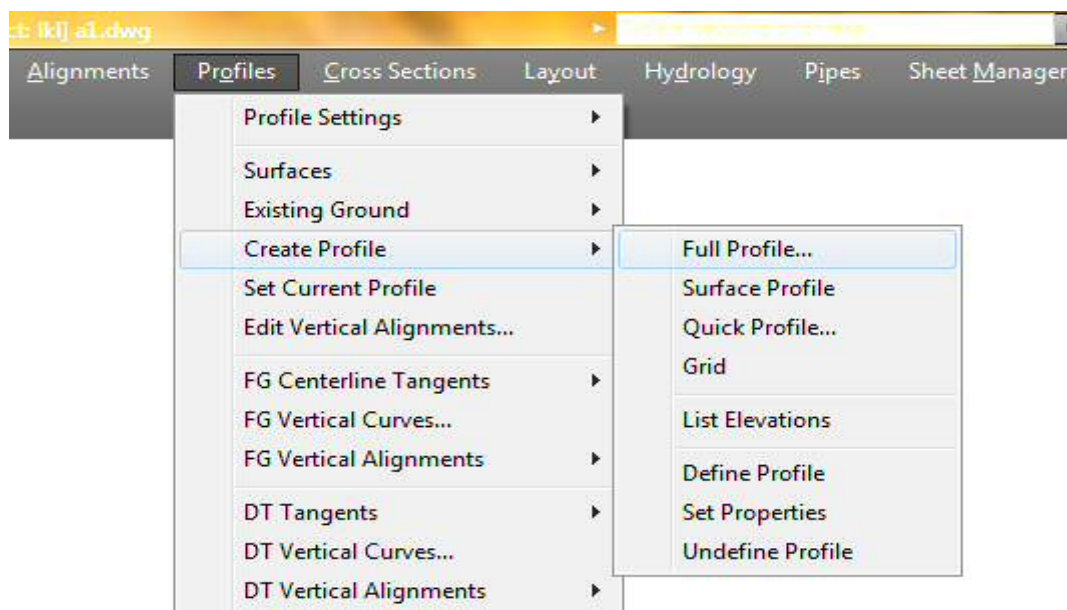 ct: lkl] a1.dwg
Alignments Profiles Cross Sections Layout Hydrology Pipes Sheet Manager
Profile Settings
Surfaces
Existing Ground
Create Profile
Set Current Profile
Edit Vertical Alignments...
FG Centerline Tangents
FG Vertical Curves...
FG Vertical Alignments
DT Tangents
DT Vertical Curves...
DT Vertical Alignments
Full Profile...
Surface Profile
Quick Profile...
Grid
List Elevations
Define Profile
Set Properties
Undefine Profile